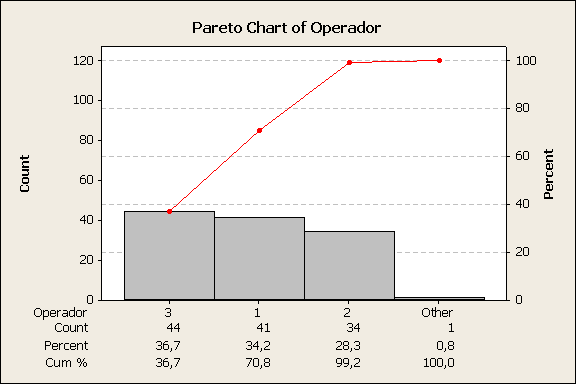 Pareto Chart of Operador
120
100
80
60
40
20
0
Count
100
80
60
40
20
0
Percent
Operador 3 1 2 Other
Count 44 41 34 1
Percent 36,7 34,2 28,3 0,8
Cum % 36,7 70,8 99,2 100,0